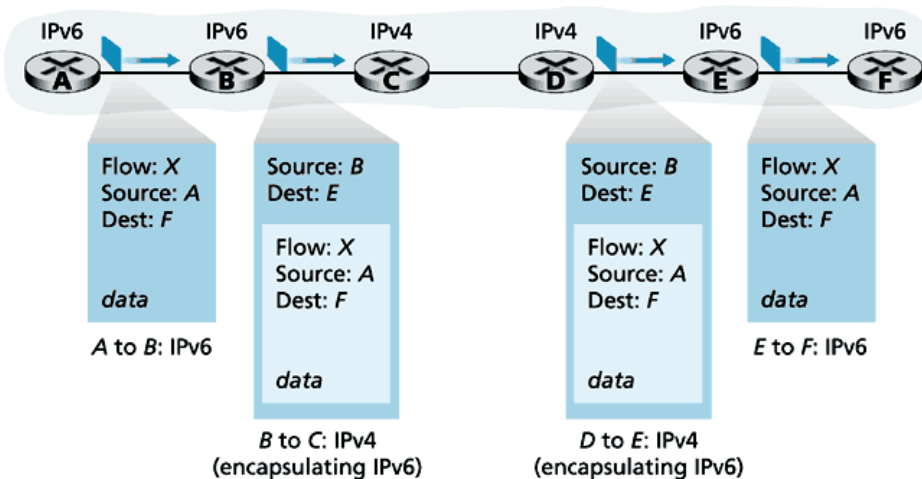 IPv6
IPv6
IPv4
IPv4
IPv6
IPv6
A
B
C
D
E
F
Flow: X
Source: A
Dest: F
data
A to B: IPv6
Source: B
Dest: E
Flow: X
Source: A
Dest: F
data
B to C: IPv4
(encapsulating IPv6)
Source: B
Dest: E
Flow: X
Source: A
Dest: F
data
D to E: IPv4
(encapsulating IPv6)
Flow: X
Source: A
Dest: F
data
E to F: IPv6